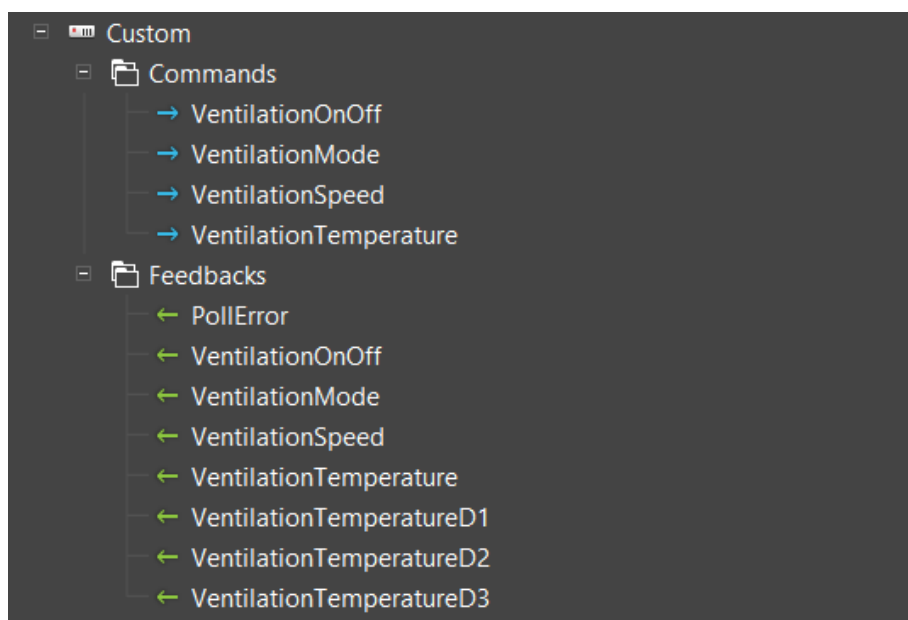 Custom
Commands
VentilationOnOff
VentilationMode
VentilationSpeed
VentilationTemperature
Feedbacks
PollError
VentilationOnOff
VentilationMode
VentilationSpeed
VentilationTemperature
VentilationTemperatureD1
VentilationTemperatureD2
VentilationTemperatureD3